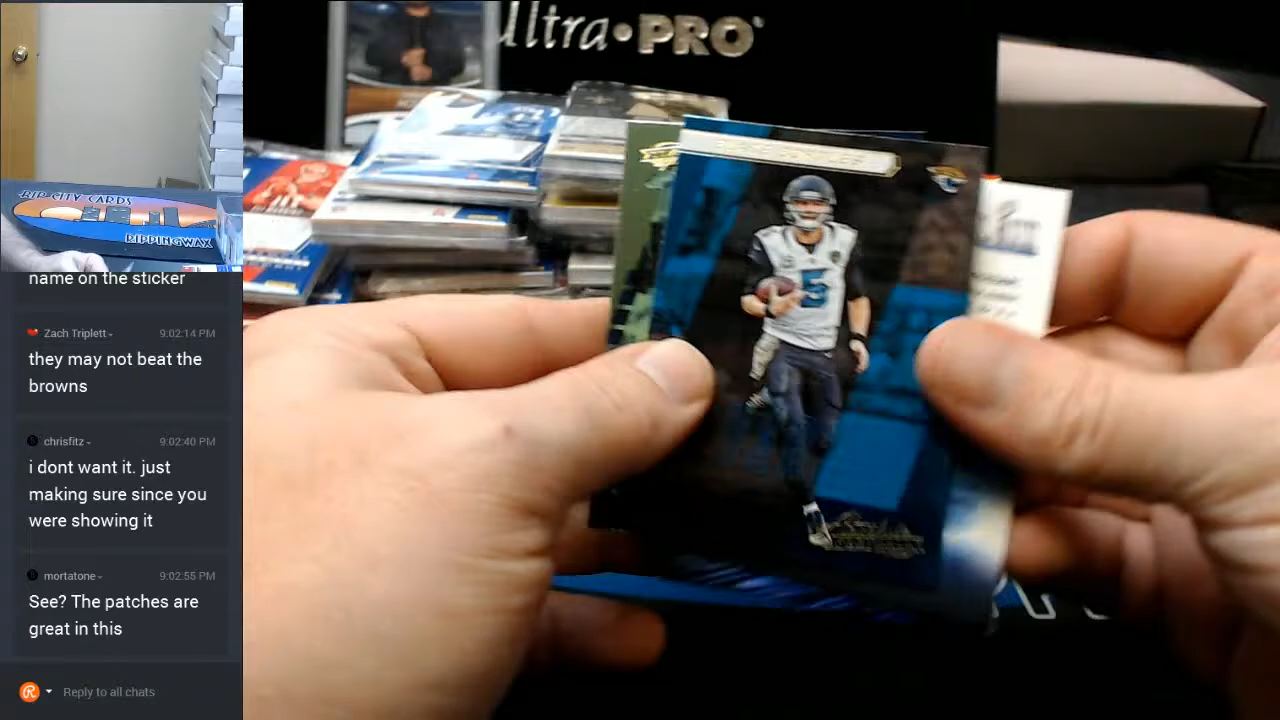 Ultra•PRO
RIP CITY CARDS
RIPPINGWAX
name on the sticker
Zach Triplett 9:02:14 PM
they may not beat the
browns
chrisfitz 9:02:40 PM
i dont want it. just
making sure since you
were showing it
mortatone 9:02:55 PM
See? The patches are
great in this
Reply to all chats
5